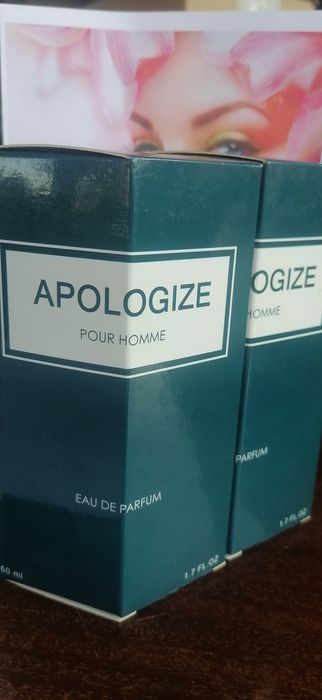 APOLOGIZE
POUR HOMME
EAU DE PARFUM
50 ml
1.7 FL OZ
OGIZE
HOMME
PARFUM
1.7 FL OZ